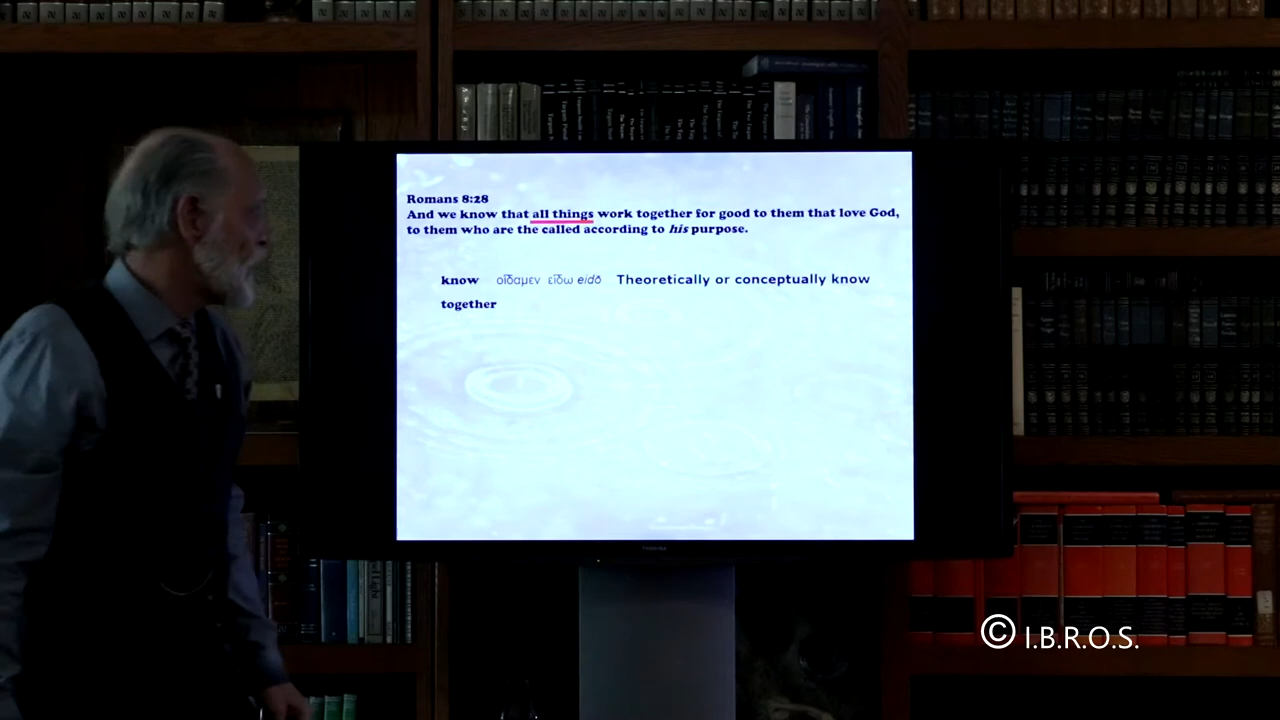 Romans 8:28
And we know that all things work together for good to them that love God,
to them who are the called according to his purpose.
know οἴδαμεν εἴδω eidō Theoretically or conceptually know
together
© I.B.R.O.S.